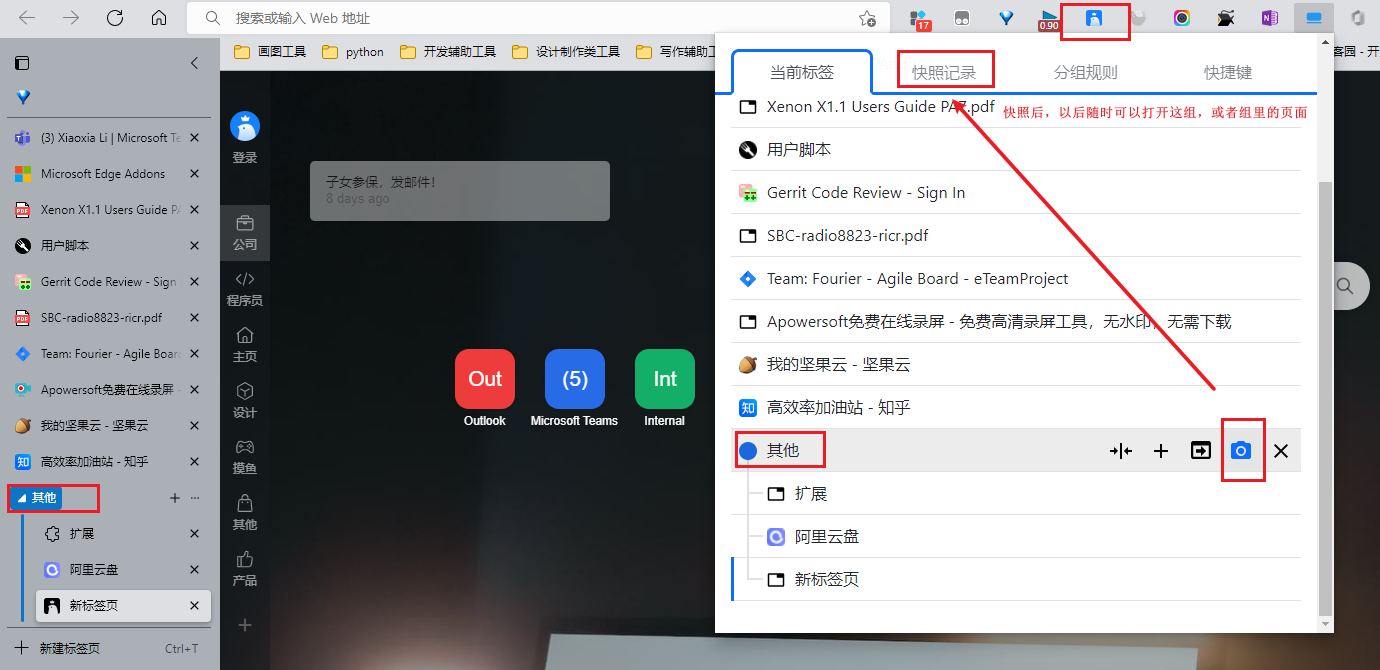 搜索或输入 Web 地址
17
0.90
画图工具
python
开发辅助工具
设计制作类工具
写作辅助工
客园 - 开
(3) Xiaoxia Li | Microsoft Te
Microsoft Edge Addons
Xenon X1.1 Users Guide PA
用户脚本
Gerrit Code Review - Sign
SBC-radio8823-ricr.pdf
Team: Fourier - Agile Board
Apowersoft免费在线录屏
我的坚果云 - 坚果云
知 高效率加油站 - 知乎
其他
扩展
阿里云盘
新标签页
新建标签页 Ctrl+T
登录
公司
程序员
主页
设计
摸鱼
其他
产品
子女参保，发邮件！
8 days ago
Out
Outlook
(5)
Microsoft Teams
Int
Internal
当前标签
快照记录
分组规则
快捷键
快照后，以后随时可以打开这组，或者组里的页面
Xenon X1.1 Users Guide PA7.pdf
用户脚本
Gerrit Code Review - Sign In
SBC-radio8823-ricr.pdf
Team: Fourier - Agile Board - eTeamProject
Apowersoft免费在线录屏 - 免费高清录屏工具，无水印，无需下载
我的坚果云 - 坚果云
知 高效率加油站 - 知乎
其他
扩展
阿里云盘
新标签页